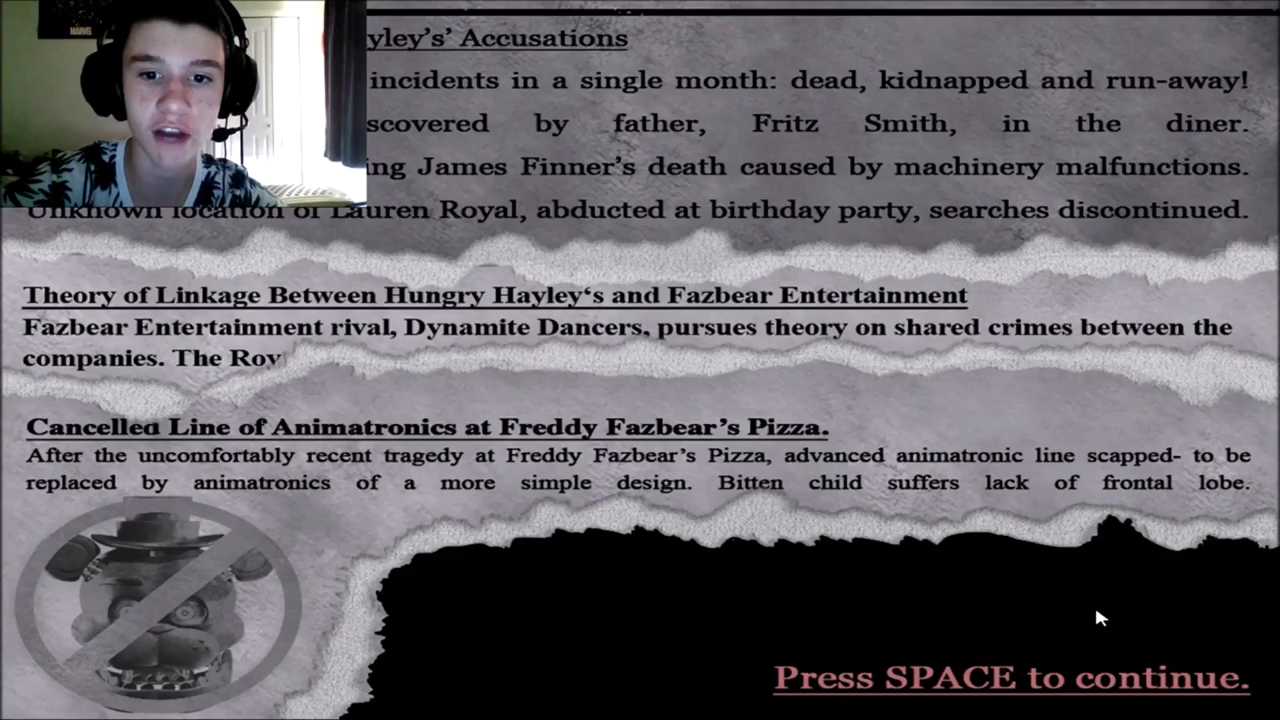 MARVEL
yley's' Accusations
incidents in a single month: dead, kidnapped and run-away!
scovered by father, Fritz Smith, in the diner.
ing James Finner's death caused by machinery malfunctions.
Unknown location of Lauren Royal, abducted at birthday party, searches discontinued.
Theory of Linkage Between Hungry Hayley's and Fazbear Entertainment
Fazbear Entertainment rival, Dynamite Dancers, pursues theory on shared crimes between the
companies. The Roy
Cancelled Line of Animatronics at Freddy Fazbear's Pizza.
After the uncomfortably recent tragedy at Freddy Fazbear's Pizza, advanced animatronic line scapped- to be
replaced by animatronics of a more simple design. Bitten child suffers lack of frontal lobe.
Press SPACE to continue.